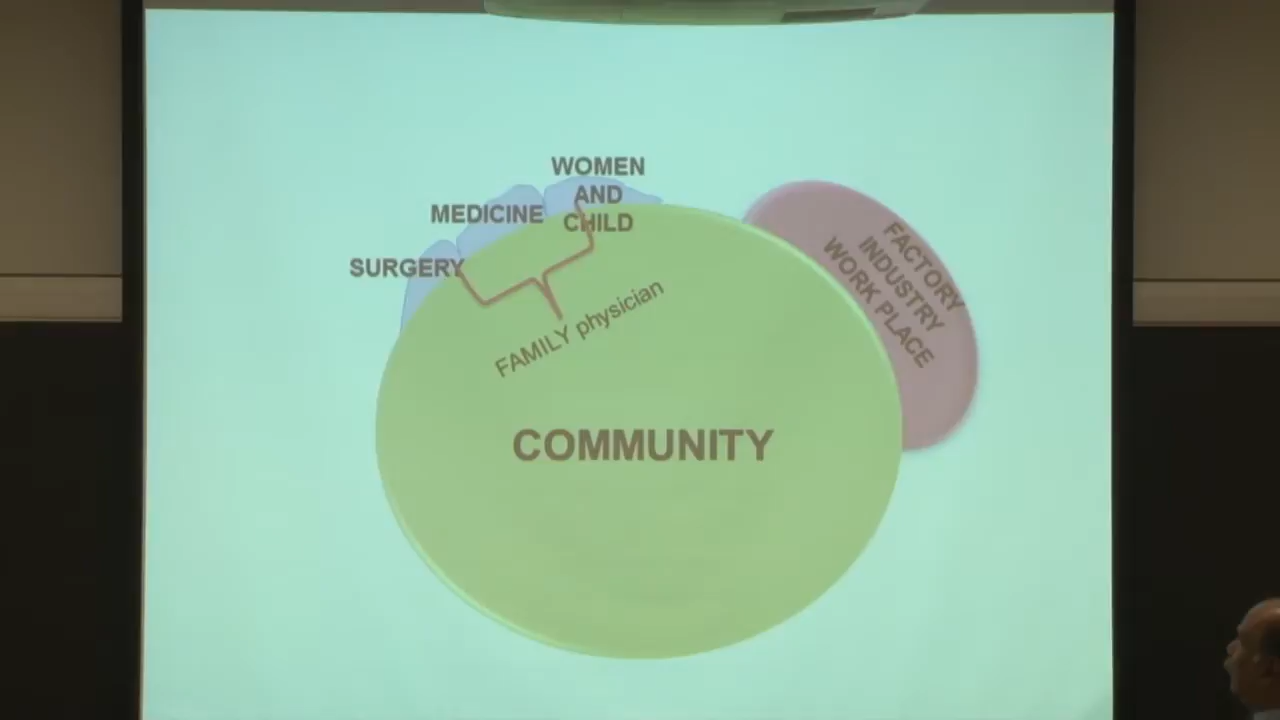 WOMEN
AND
CHILD
MEDICINE
SURGERY
FAMILY physician
FACTORY
INDUSTRY
WORK PLACE
COMMUNITY